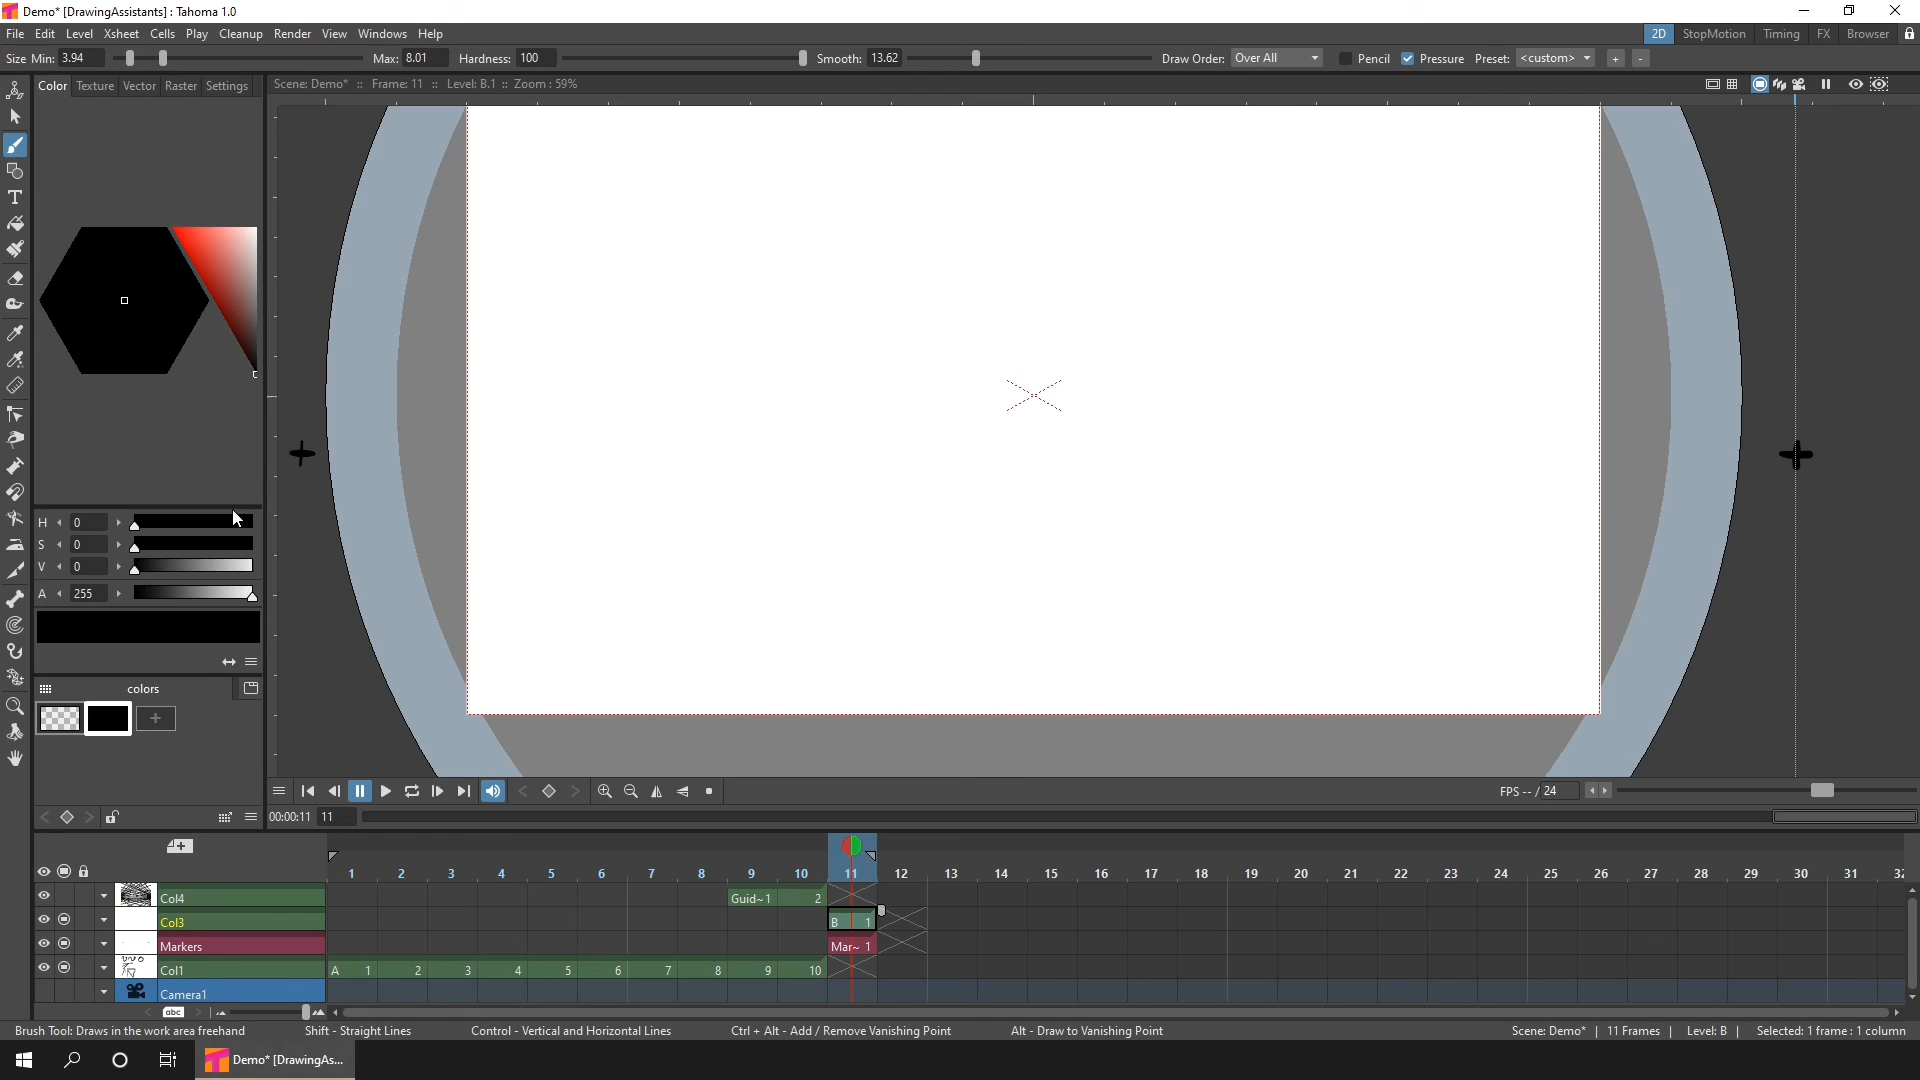 Demo* [DrawingAssistants] : Tahoma 1.0
File Edit Level Xsheet Cells Play Cleanup Render View Windows Help
2D StopMotion Timing FX Browser
Size Min: 3.94 Max: 8.01 Hardness: 100 Smooth: 13.62 Draw Order: Over All Pencil Pressure Preset: <custom> + -
Color Texture Vector Raster Settings
Scene: Demo* :: Frame: 11 :: Level: B.1 :: Zoom : 59%
H 0
S 0
V 0
A 255
colors
FPS -- / 24
00:00:11 11
1 2 3 4 5 6 7 8 9 10 11 12 13 14 15 16 17 18 19 20 21 22 23 24 25 26 27 28 29 30 31 32
Col4 Guid~1 2
Col3 B 1
Markers Mar~ 1
Col1 A 1 2 3 4 5 6 7 8 9 10
Camera1
abc
Brush Tool: Draws in the work area freehand Shift - Straight Lines Control - Vertical and Horizontal Lines Ctrl + Alt - Add / Remove Vanishing Point Alt - Draw to Vanishing Point Scene: Demo* | 11 Frames | Level: B | Selected: 1 frame : 1 column
Demo* [DrawingAs...